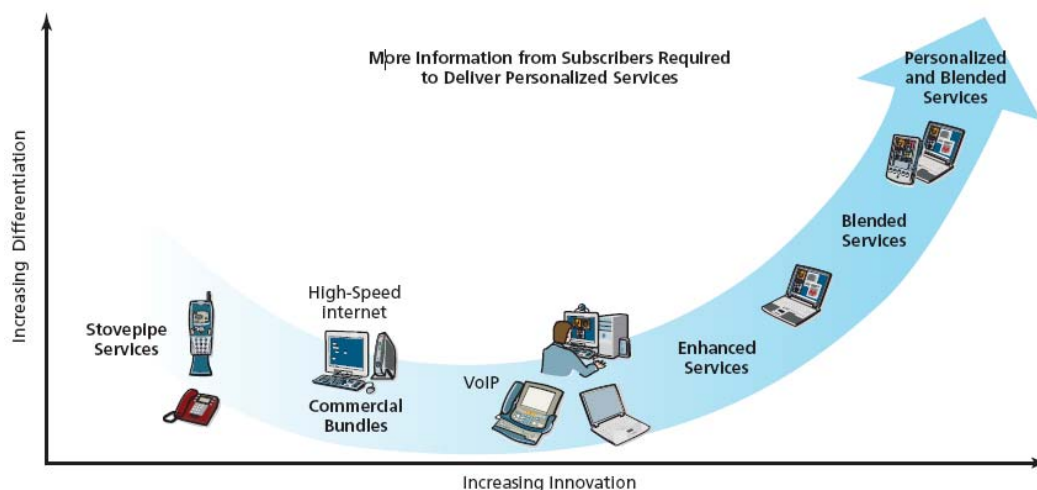 More Information from Subscribers Required
to Deliver Personalized Services
Personalized
and Blended
Services
Blended
Services
Increasing Differentiation
High-Speed
internet
Stovepipe
Services
Enhanced
Services
VoIP
Commercial
Bundles
Increasing Innovation